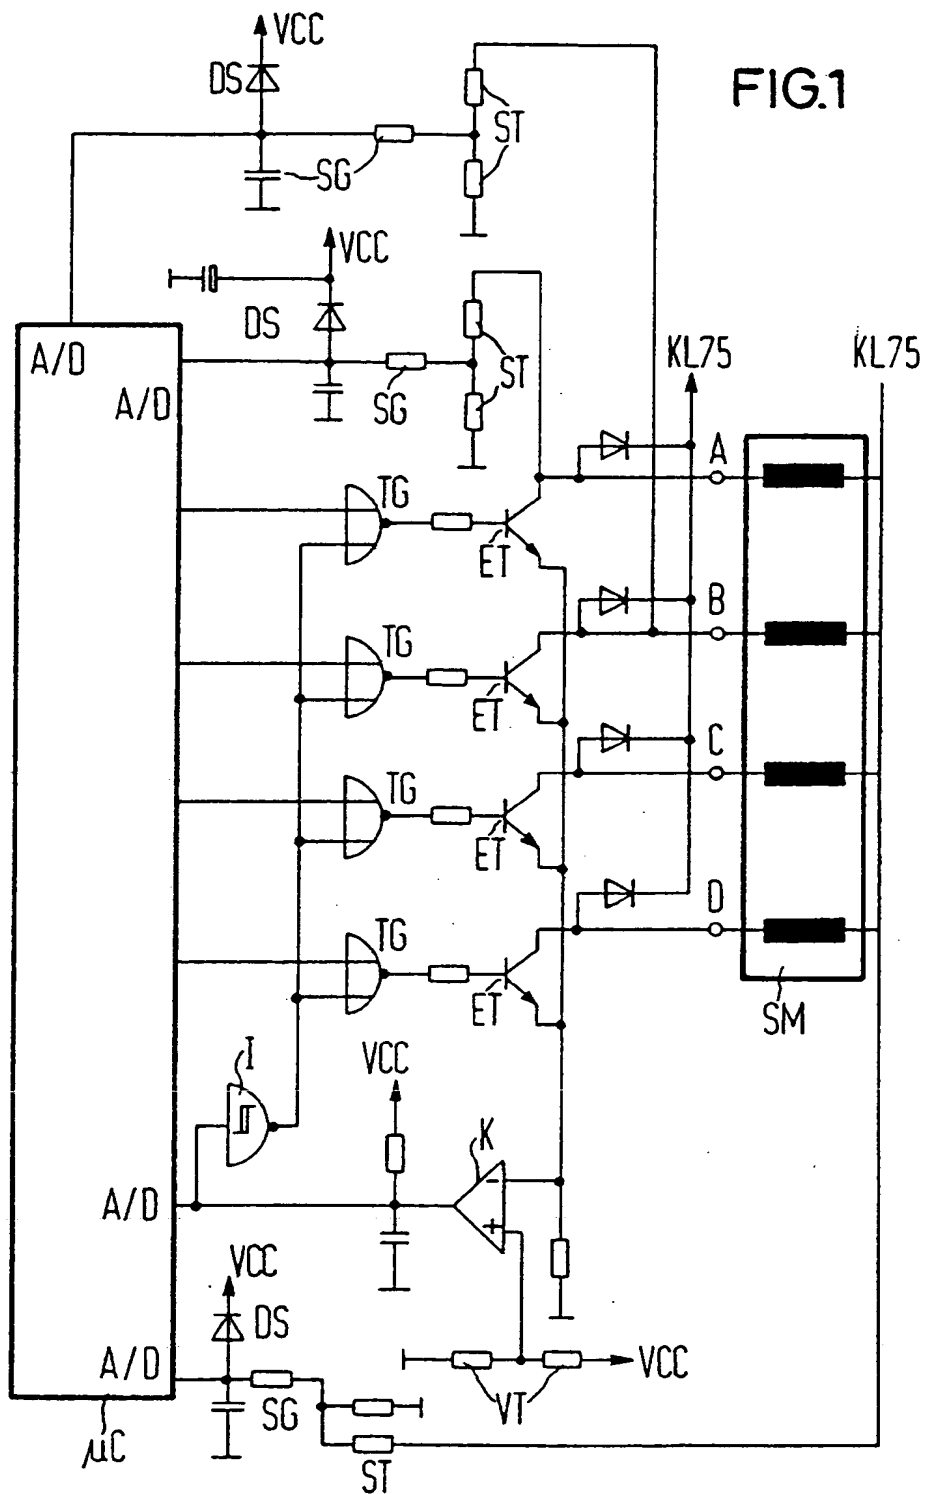 VCC
FIG.1
DS
ST
SG
VCC
DS
A/D
KL75
KL75
ST
A/D
SG
A
TG
ET
B
TG
ET
C
TG
ET
D
TG
ET
SM
I
VCC
K
-
A/D
+
VCC
DS
A/D
VCC
VT
SG
µC
ST